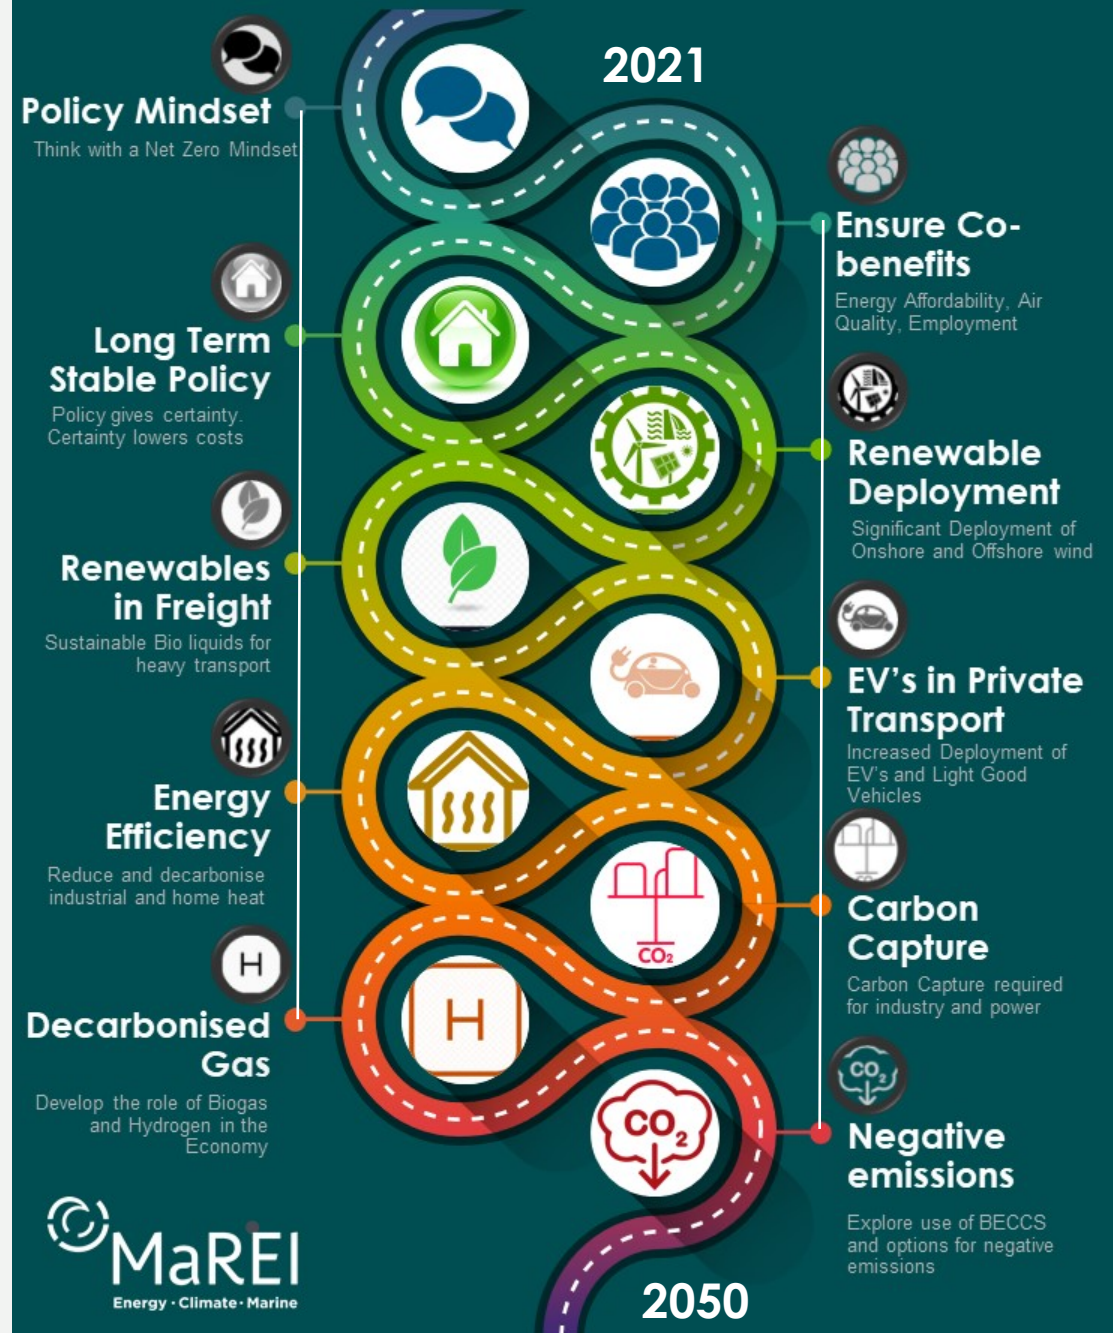 2021
Policy Mindset
Think with a Net Zero Mindset
Ensure Co-
benefits
Energy Affordability, Air
Quality, Employment
Long Term
Stable Policy
Policy gives certainty.
Certainty lowers costs
Renewable
Deployment
Significant Deployment of
Onshore and Offshore wind
Renewables
in Freight
Sustainable Bio liquids for
heavy transport
EV's in Private
Transport
Increased Deployment of
EV's and Light Good
Vehicles
Energy
Efficiency
Reduce and decarbonise
industrial and home heat
CO₂
Carbon
Capture
Carbon Capture required
for industry and power
H
H
Decarbonised
Gas
Develop the role of Biogas
and Hydrogen in the
Economy
CO₂
CO₂
Negative
emissions
Explore use of BECCS
and options for negative
emissions
MaREI
Energy · Climate · Marine
2050